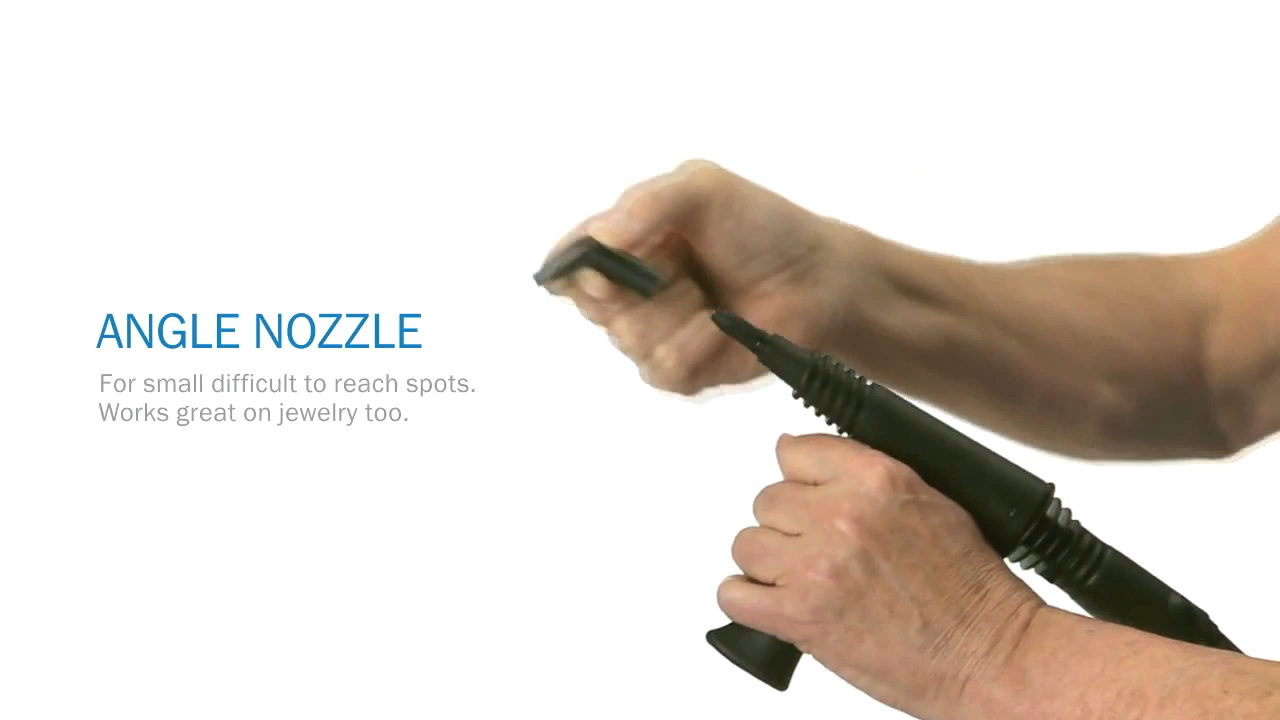 ANGLE NOZZLE
For small difficult to reach spots.
Works great on jewelry too.